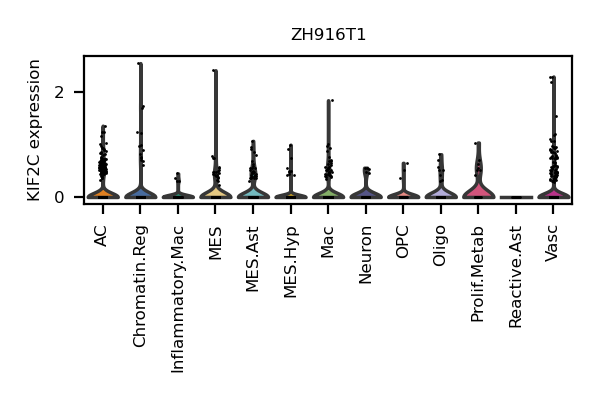 ZH916T1
KIF2C expression
2
0
AC
Chromatin.Reg
Inflammatory.Mac
MES
MES.Ast
MES.Hyp
Mac
Neuron
OPC
Oligo
Prolif.Metab
Reactive.Ast
Vasc